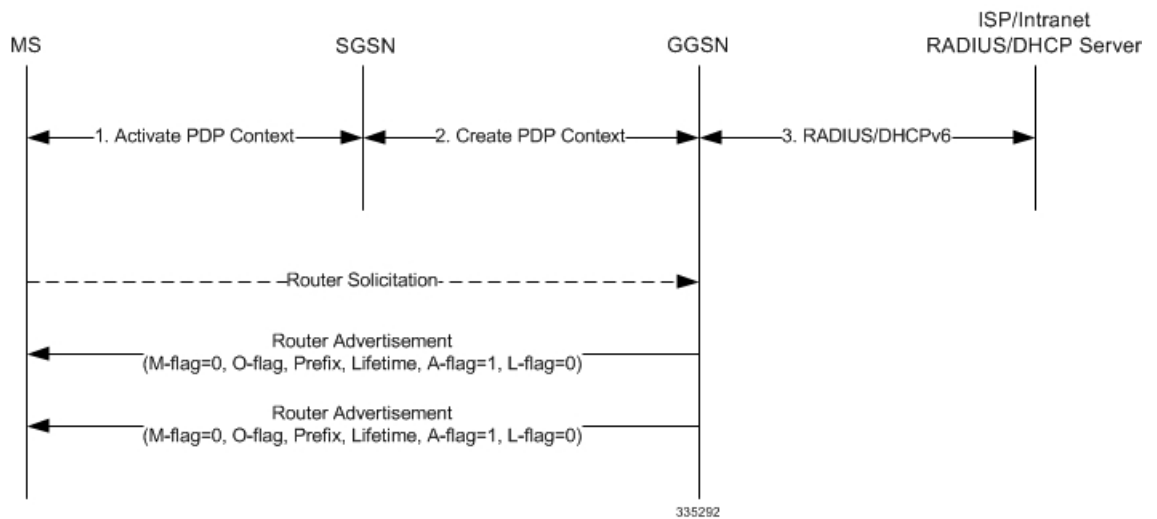 ISP/Intranet
MS
SGSN
GGSN
RADIUS/DHCP Server
1. Activate PDP Context
2. Create PDP Context
3. RADIUS/DHCPv6
Router Solicitation
Router Advertisement
(M-flag=0, O-flag, Prefix, Lifetime, A-flag=1, L-flag=0)
Router Advertisement
(M-flag=0, O-flag, Prefix, Lifetime, A-flag=1, L-flag=0)
335292